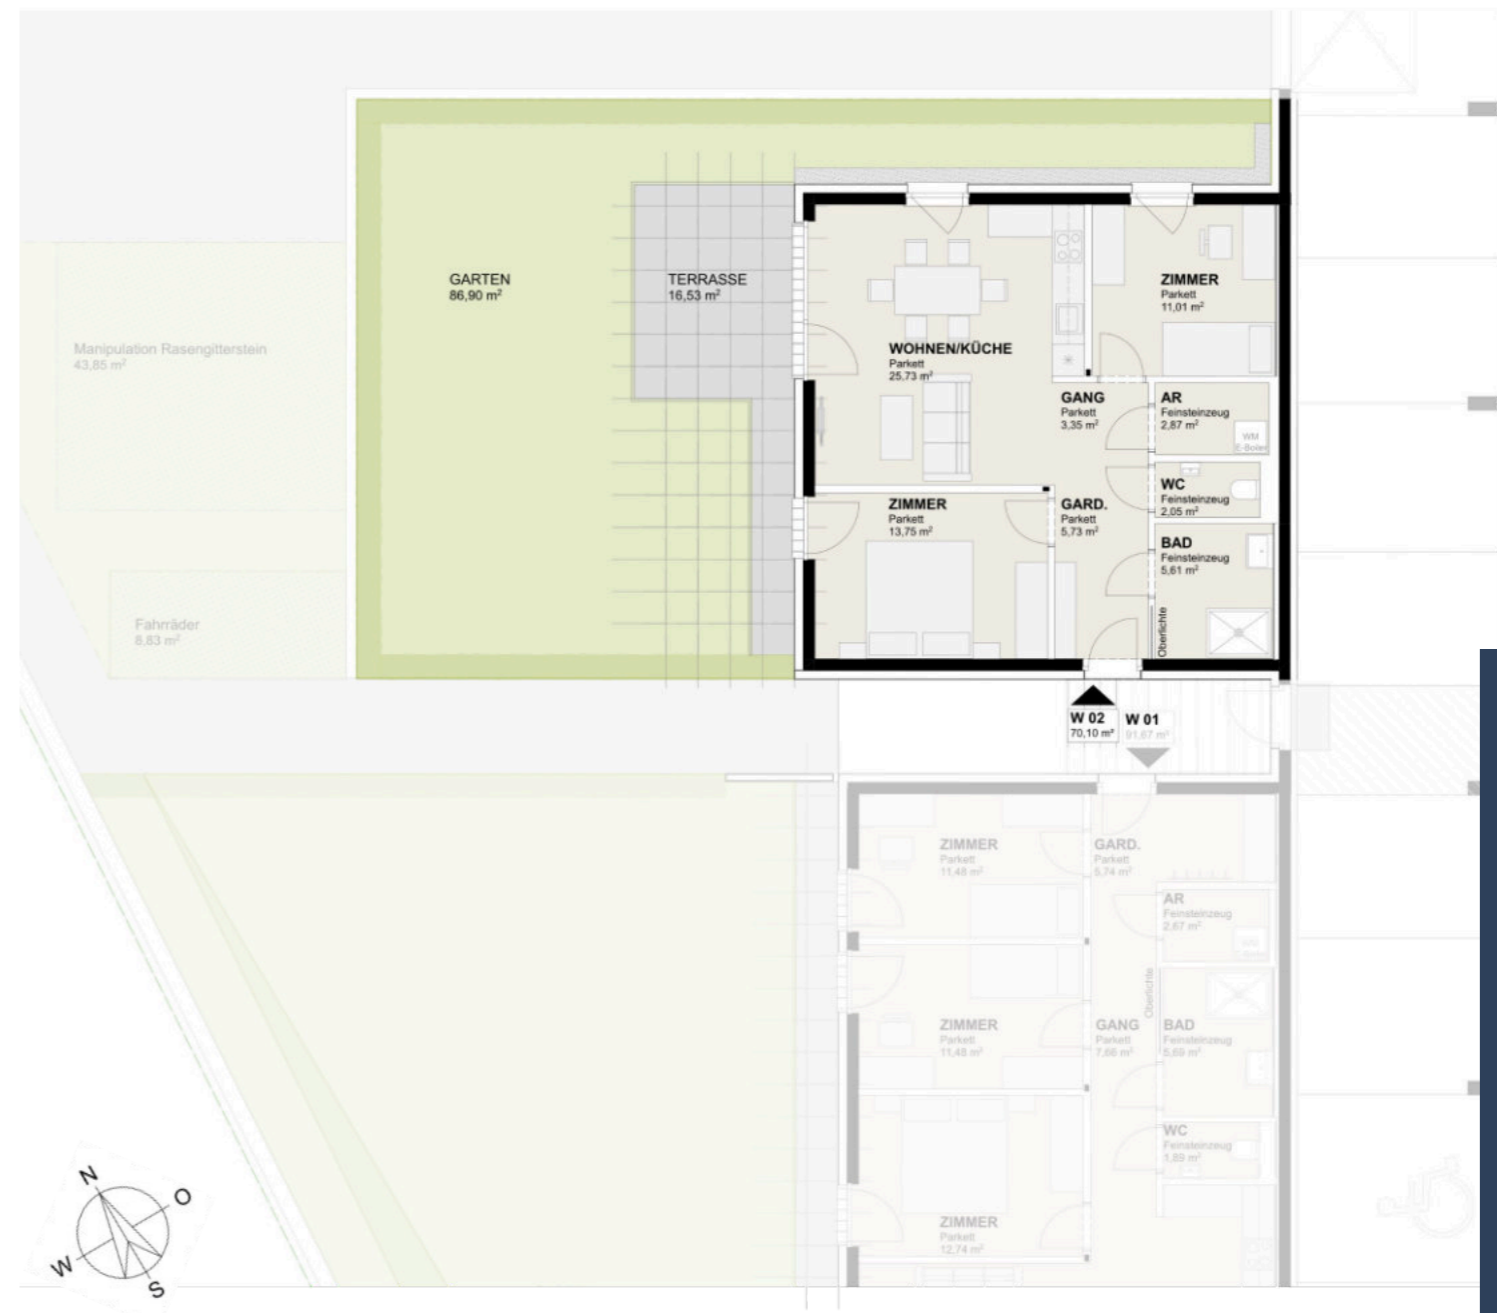 GARTEN
86,90 m²
TERRASSE
16,53 m²
ZIMMER
Parkett
11,01 m²
Manipulation Rasengitterstein
43,85 m²
WOHNEN/KÜCHE
Parkett
25,73 m²
GANG
Parkett
3,35 m²
AR
Feinsteinzeug
2,87 m²
WM
E-Boiler
WC
Feinsteinzeug
2,05 m²
ZIMMER
Parkett
13,75 m²
GARD.
Parkett
5,73 m²
BAD
Feinsteinzeug
5,61 m²
Oberlichte
Fahrräder
8,83 m²
W 02
70,10 m²
W 01
91,67 m²
ZIMMER
Parkett
11,48 m²
GARD.
Parkett
5,74 m²
AR
Feinsteinzeug
2,67 m²
Oberlichte
ZIMMER
Parkett
11,48 m²
GANG
Parkett
7,66 m²
BAD
Feinsteinzeug
5,69 m²
WC
Feinsteinzeug
1,89 m²
ZIMMER
Parkett
12,74 m²
N
O
W
S